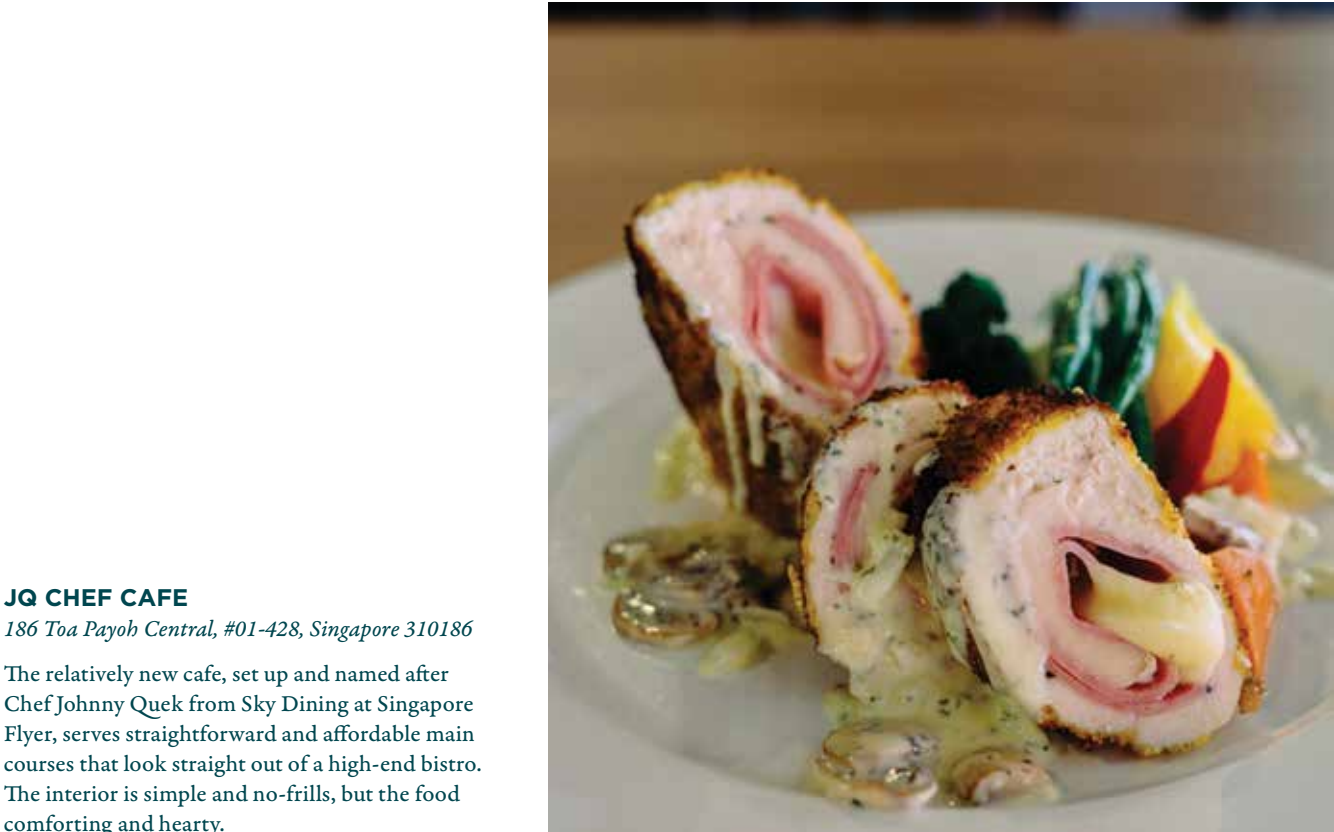 JQ CHEF CAFE
186 Toa Payoh Central, #01-428, Singapore 310186
The relatively new cafe, set up and named after
Chef Johnny Quek from Sky Dining at Singapore
Flyer, serves straightforward and affordable main
courses that look straight out of a high-end bistro.
The interior is simple and no-frills, but the food
comforting and hearty.